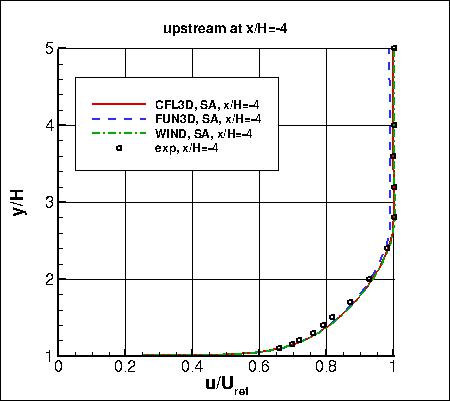 upstream at x/H=-4
5
CFL3D, SA, x/H=-4
FUN3D, SA, x/H=-4
WIND, SA, x/H=-4
exp, x/H=-4
4
y/H
3
2
1
0 0.2 0.4 0.6 0.8 1
u/Uref